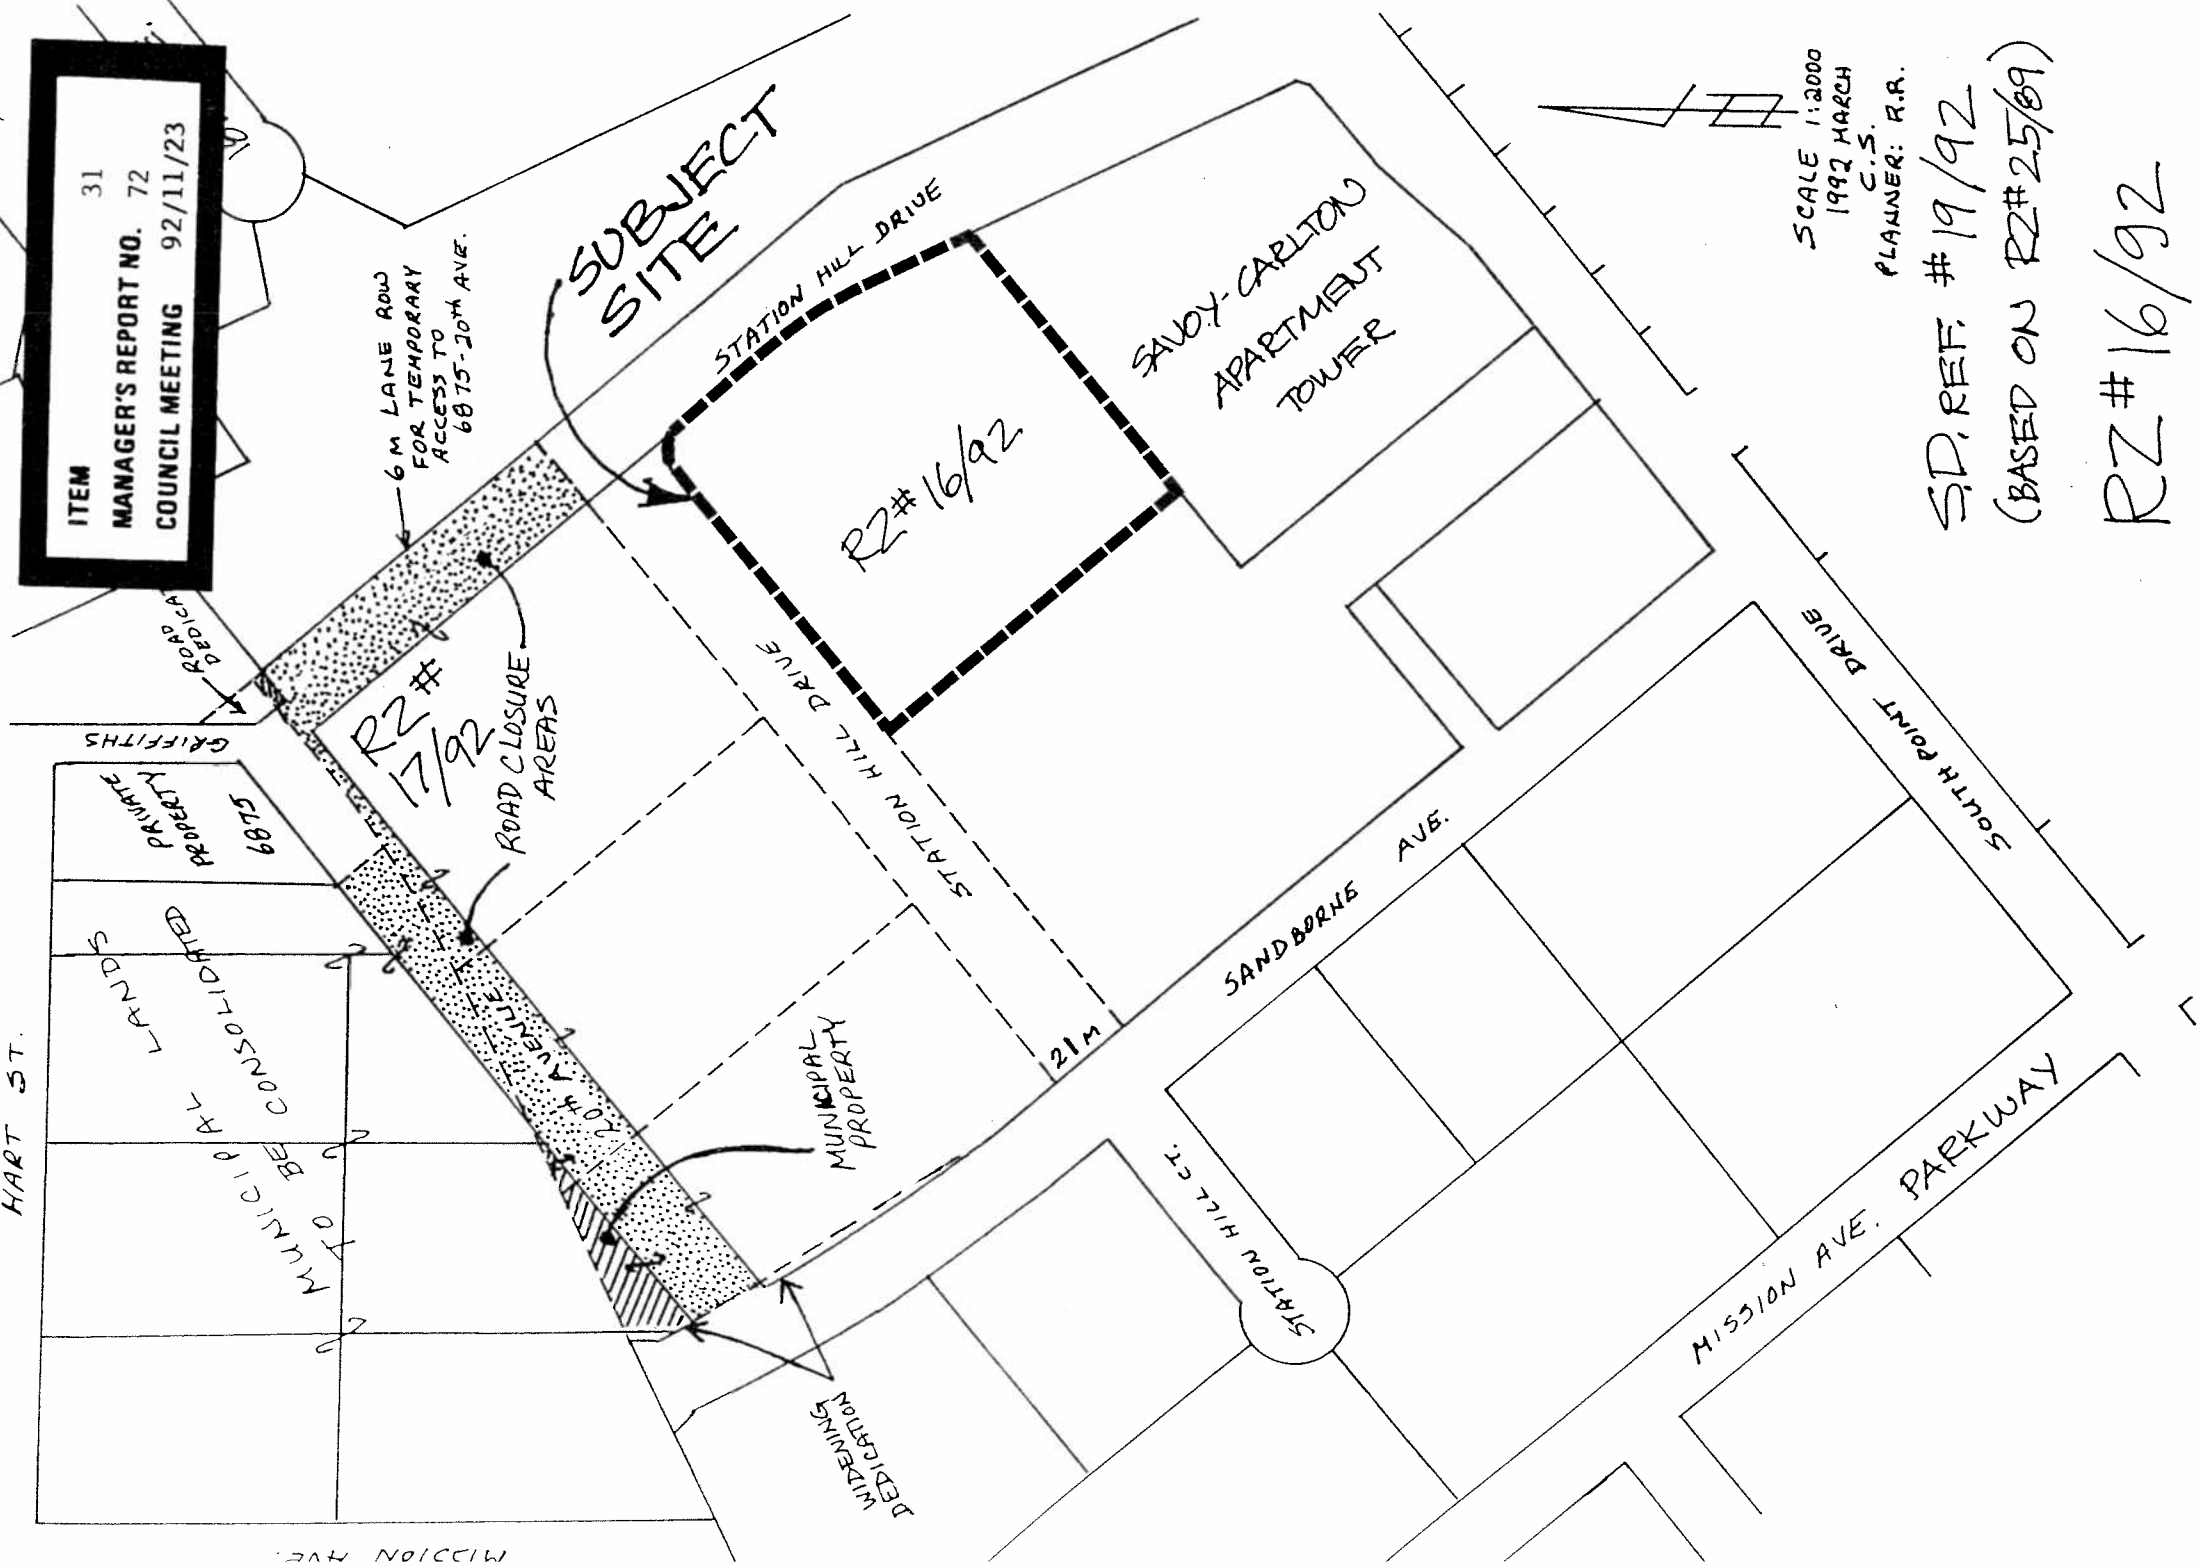 ITEM 31
MANAGER'S REPORT NO. 72
COUNCIL MEETING 92/11/23
6 M LANE ROW
FOR TEMPORARY
ACCESS TO
6875-20th AVE.
SUBJECT
SITE
STATION HILL DRIVE
SAVOY-CARLTON
APARTMENT
TOWER
RZ# 16/92
ROAD
GRIFFITHS
RZ#
17/92
ROAD CLOSURE
AREAS
PRIVATE
PROPERTY
6875
STATION HILL DRIVE
HART ST.
MUNICIPAL LANDS
TO BE CONSOLIDATED
20th AVENUE
MUNICIPAL
PROPERTY
21 M
SANDBORNE AVE.
SOUTH POINT DRIVE
STATION HILL CT.
MISSION AVE. PARKWAY
WIDENING
DEDICATION
MISSION AVE.
SCALE 1:2000
1992 MARCH
C.S.
PLANNER: R.R.
S.D. REF. #19/92
(BASED ON RZ#25/89)
RZ#16/92